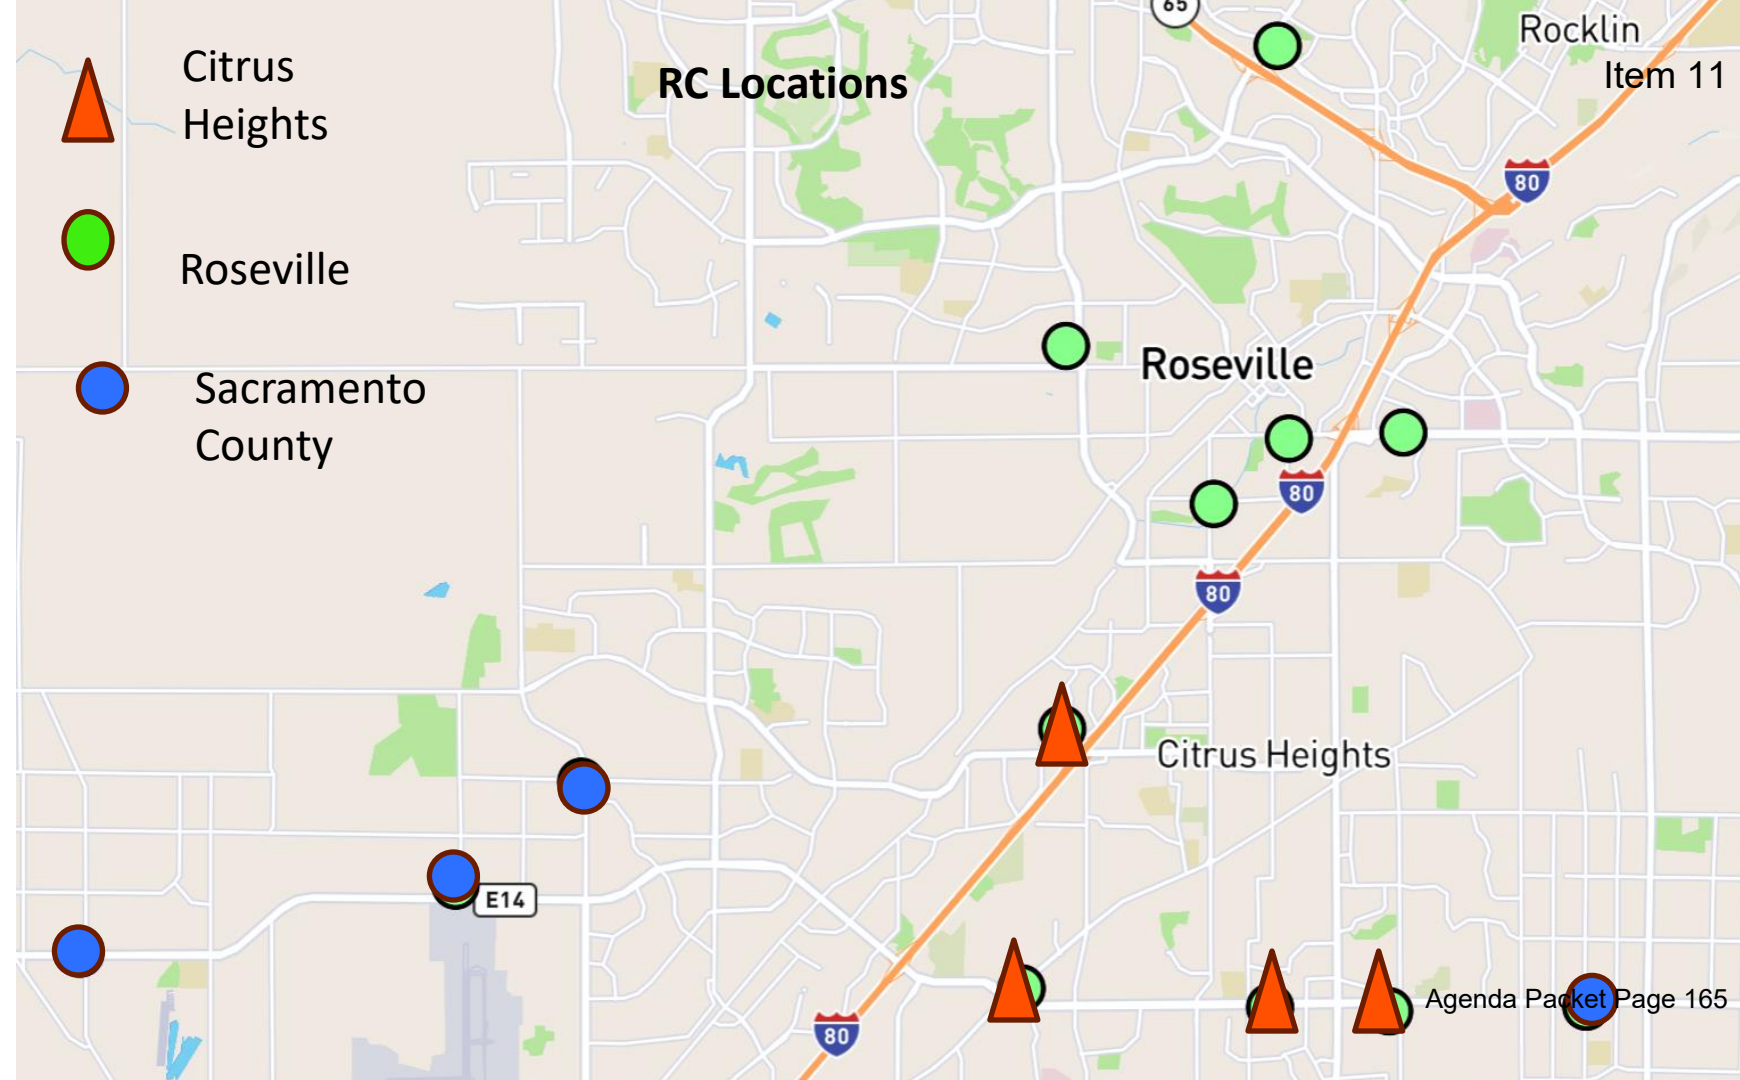 65
Rocklin
Item 11
RC Locations
Citrus
Heights
80
Roseville
Roseville
Sacramento
County
80
80
Citrus Heights
E14
Agenda Packet Page 165
80